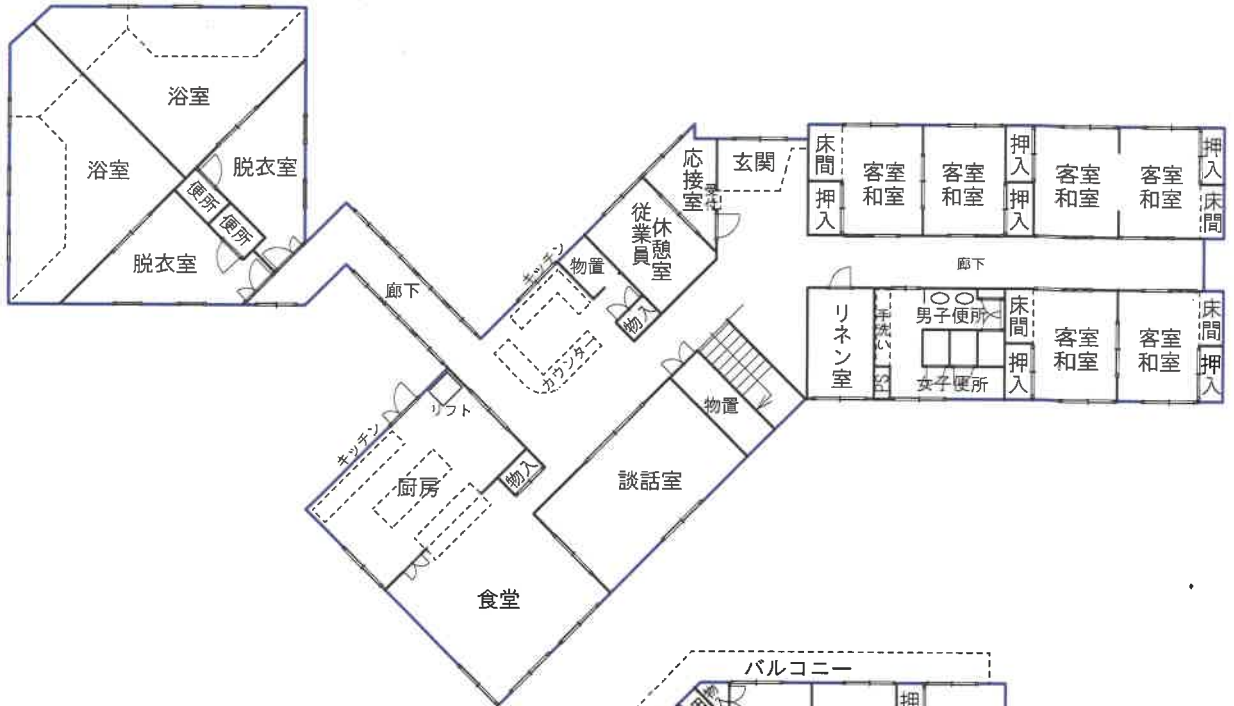 浴室
浴室
脱衣室
便所
便所
脱衣室
廊下
キッチン
物置
応接室
受付
従業員
休憩室
物入
カウンター
玄関
床間
押入
客室
和室
客室
和室
押入
押入
客室
和室
客室
和室
押入
床間
廊下
リネン室
手洗い
PS
男子便所
女子便所
床間
押入
客室
和室
客室
和室
床間
押入
リフト
キッチン
厨房
物入
物置
談話室
食堂
バルコニー
押